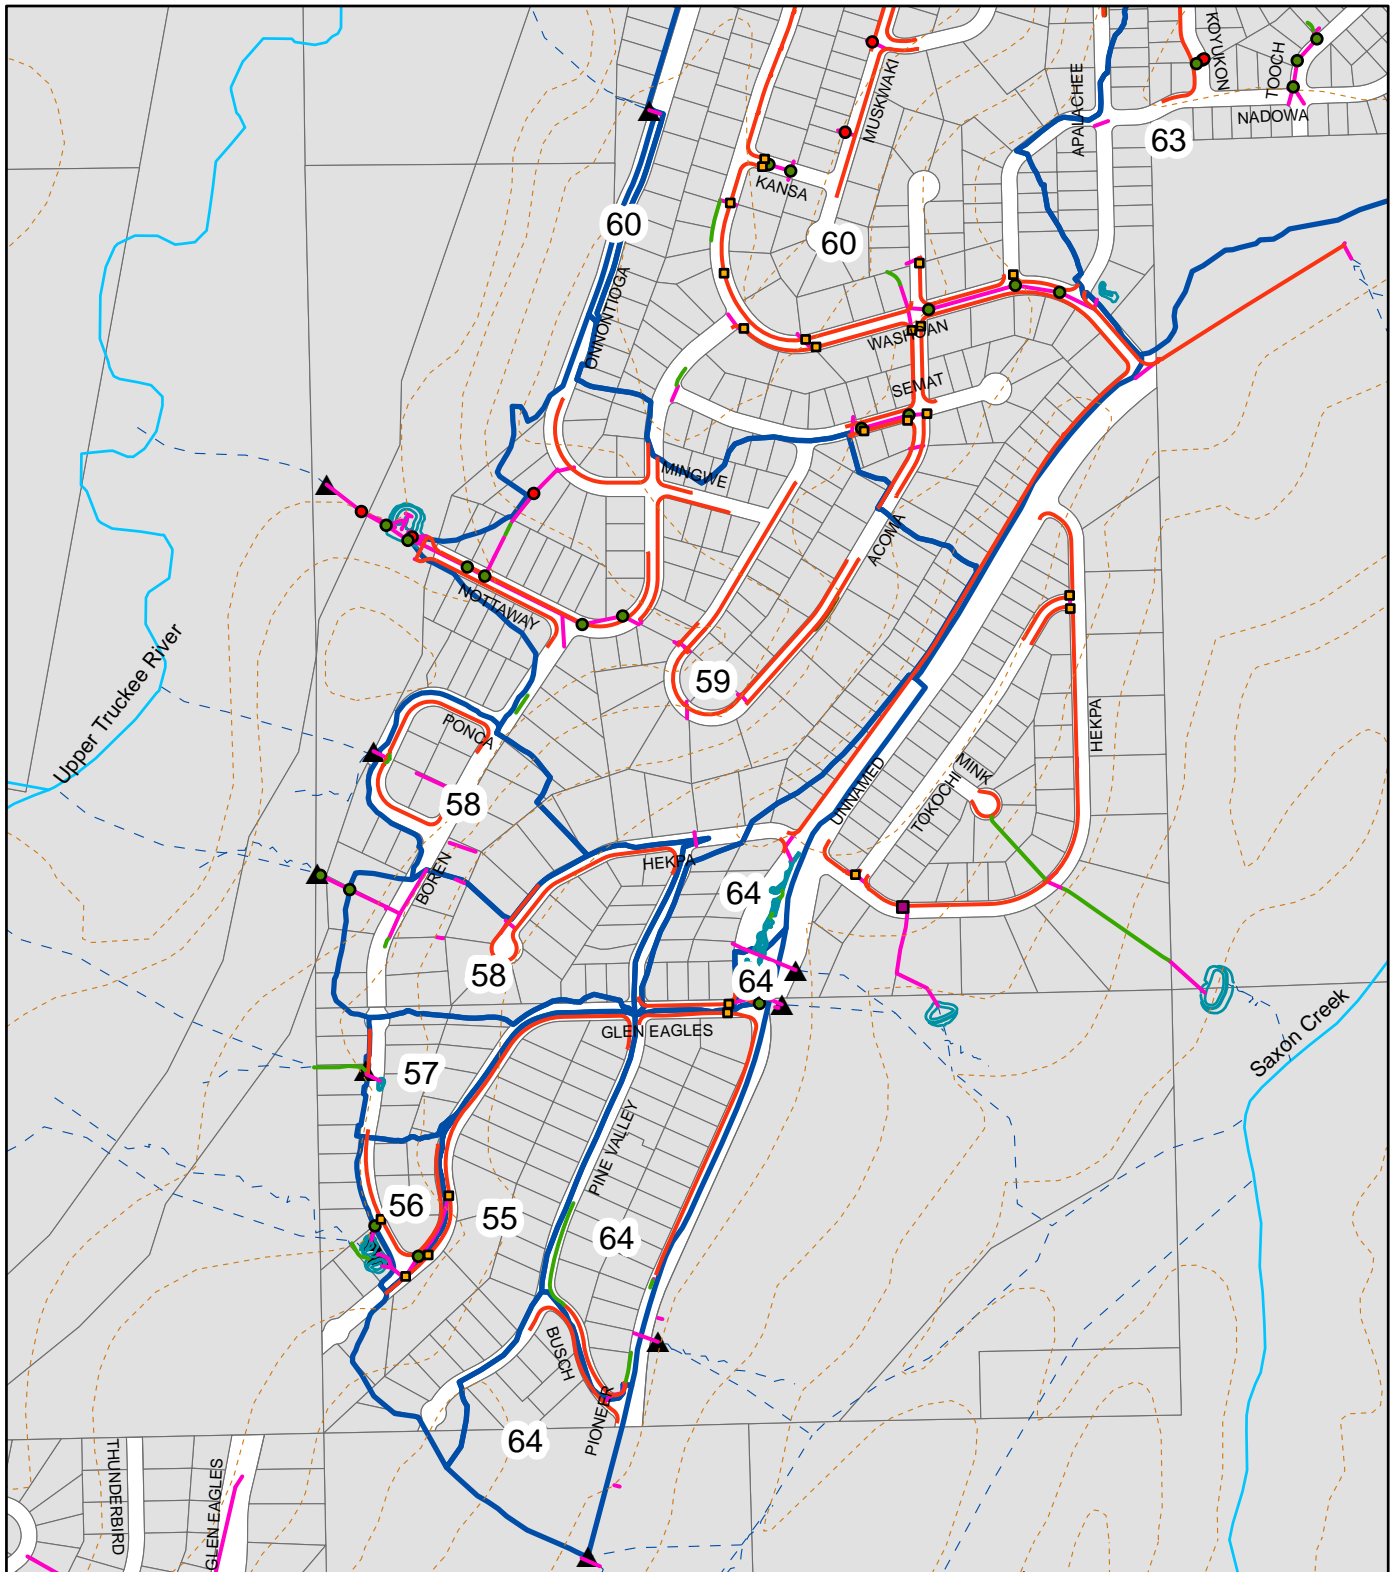 KOYUKON
TOOCH
MUSKWAKI
APALACHEE
NADOWA
63
KANSA
60
60
ONNONTIOGA
WASHOAN
SEMAT
MINGWE
ACOMA
NOTTAWAY
59
Upper Truckee River
PONCA
HEKPA
MINK
58
UNNAMED
TOKOCHI
HEKPA
BOREN
64
58
64
GLEN EAGLES
Saxon Creek
57
PINE VALLEY
56
55
64
BUSCH
PIONEER
64
THUNDERBIRD
GLEN EAGLES